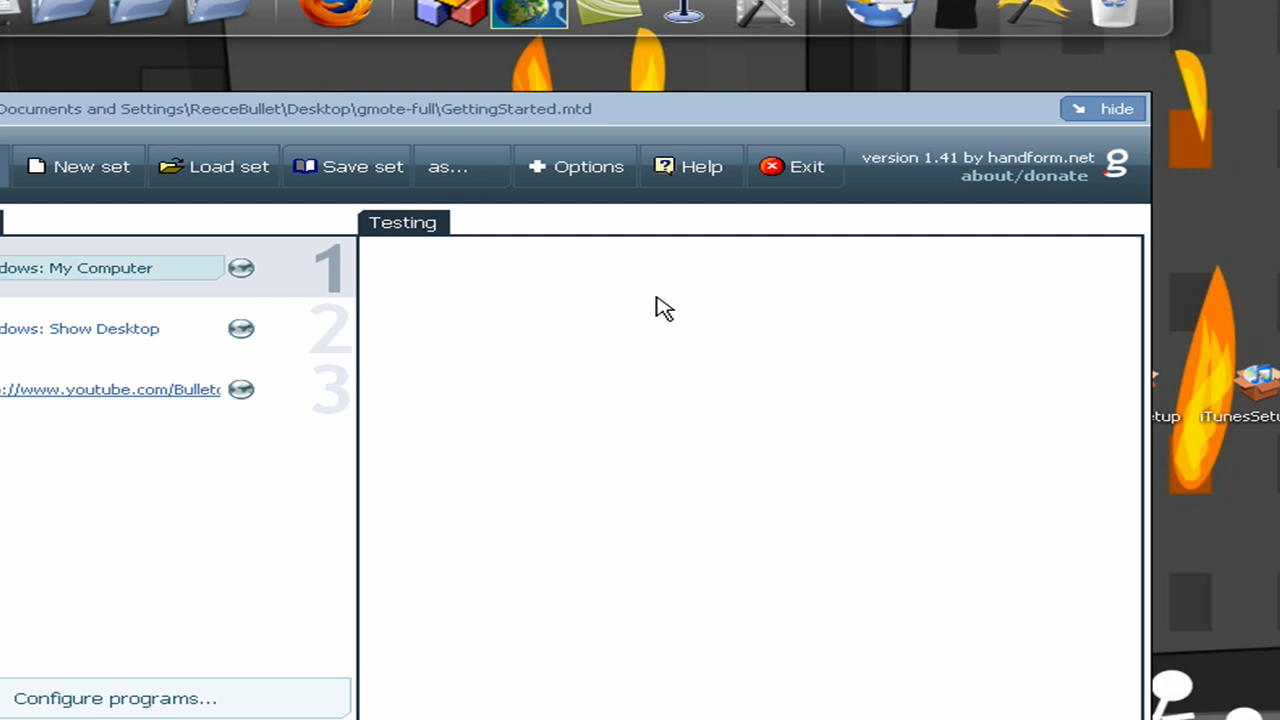 Documents and Settings\ReeceBullet\Desktop\gmote-full\GettingStarted.mtd
hide
New set
Load set
Save set
as...
Options
Help
Exit
version 1.41 by handform.net
about/donate
g
Testing
dows: My Computer
1
dows: Show Desktop
2
://www.youtube.com/Bullet
3
etup
iTunesSetu
Configure programs...